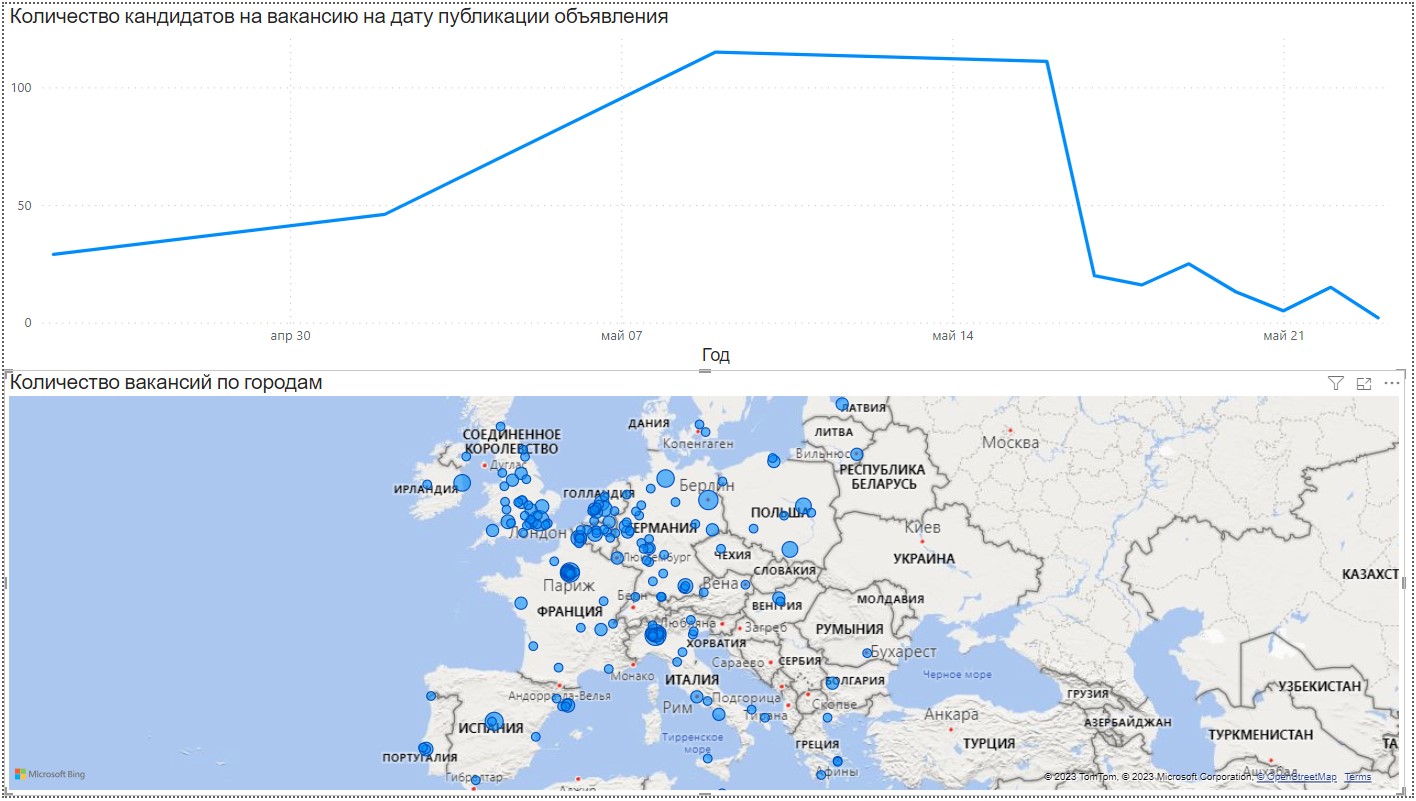 Количество кандидатов на вакансию на дату публикации объявления
100
50
0
апр 30
май 07
май 14
май 21
Год
Количество вакансий по городам
ЛАТВИЯ
ДАНИЯ
ЛИТВА
СОЕДИНЕННОЕ
КОРОЛЕВСТВО
Копенгаген
Москва
Вильнюс
Дуглас
РЕСПУБЛИКА
БЕЛАРУСЬ
ИРЛАНДИЯ
ГОЛЛАНДИЯ
Берлин
ПОЛЬША
Лондон
ГЕРМАНИЯ
Киев
Люксембург
ЧЕХИЯ
УКРАИНА
СЛОВАКИЯ
КАЗАХСТ
Париж
Вена
Берн
ФРАНЦИЯ
ВЕНГРИЯ
МОЛДАВИЯ
Любляна
Загреб
РУМЫНИЯ
ХОРВАТИЯ
Бухарест
Сараево
СЕРБИЯ
Монако
ИТАЛИЯ
Черное море
БОЛГАРИЯ
УЗБЕКИСТАН
Андорра-ла-Велья
Подгорица
ГРУЗИЯ
Рим
Скопье
Тирана
Анкара
АЗЕРБАЙДЖАН
ИСПАНИЯ
Тирренское
море
ТУРКМЕНИСТАН
ГРЕЦИЯ
ТУРЦИЯ
ТА
ПОРТУГАЛИЯ
Афины
Ашхабад
Гибралтар
Алжир
Microsoft Bing
© 2023 TomTom, © 2023 Microsoft Corporation, © OpenStreetMap Terms